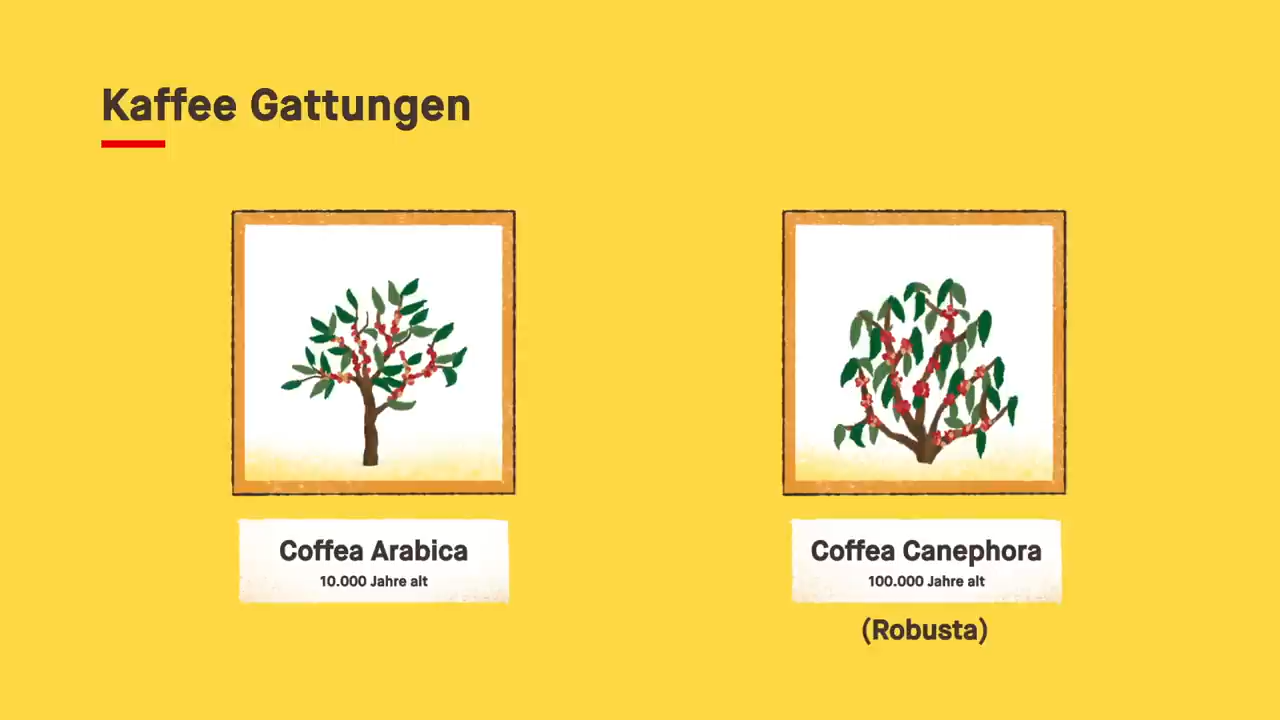 Kaffee Gattungen
Coffea Arabica
10.000 Jahre alt
Coffea Canephora
100.000 Jahre alt
(Robusta)